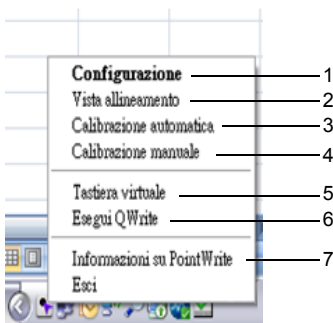 Configurazione 1
Vista allineamento 2
Calibrazione automatica 3
Calibrazione manuale 4
Tastiera virtuale 5
Esegui QWrite 6
Informazioni su PointWrite 7
Esci